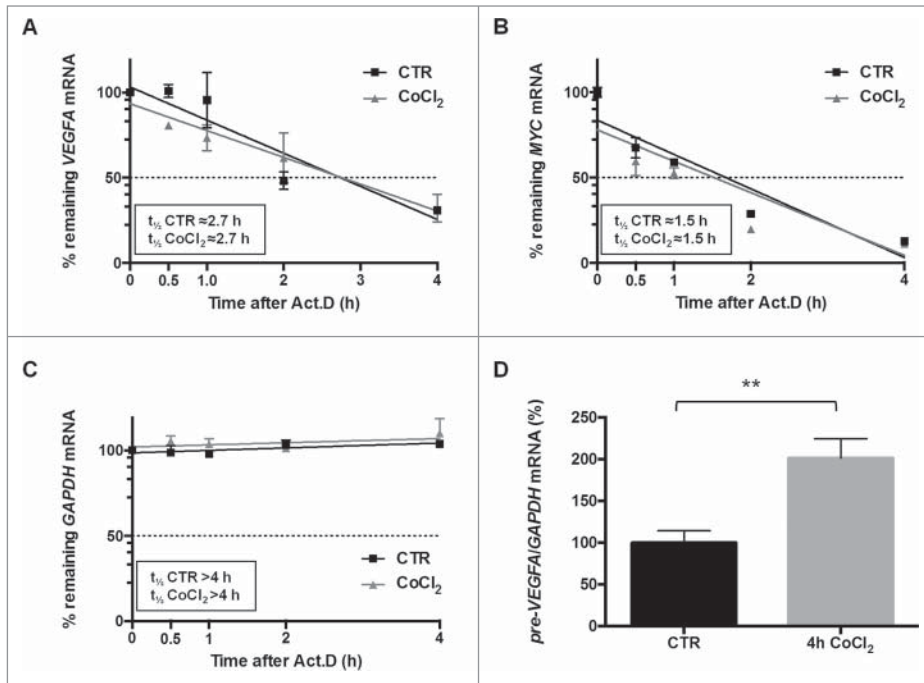 A
% remaining VEGFA mRNA
100
50
0
CTR
CoCl₂
t½ CTR ≈2.7 h
t½ CoCl₂ ≈2.7 h
0 0.5 1.0 2 3 4
Time after Act.D (h)
B
% remaining MYC mRNA
100
50
0
CTR
CoCl₂
t½ CTR ≈1.5 h
t½ CoCl₂ ≈1.5 h
0 0.5 1 2 4
Time after Act.D (h)
C
% remaining GAPDH mRNA
100
50
0
CTR
CoCl₂
t½ CTR >4 h
t½ CoCl₂ >4 h
0 0.5 1 2 4
Time after Act.D (h)
D
pre-VEGFA/GAPDH mRNA (%)
**
250
200
150
100
50
0
CTR 4h CoCl₂